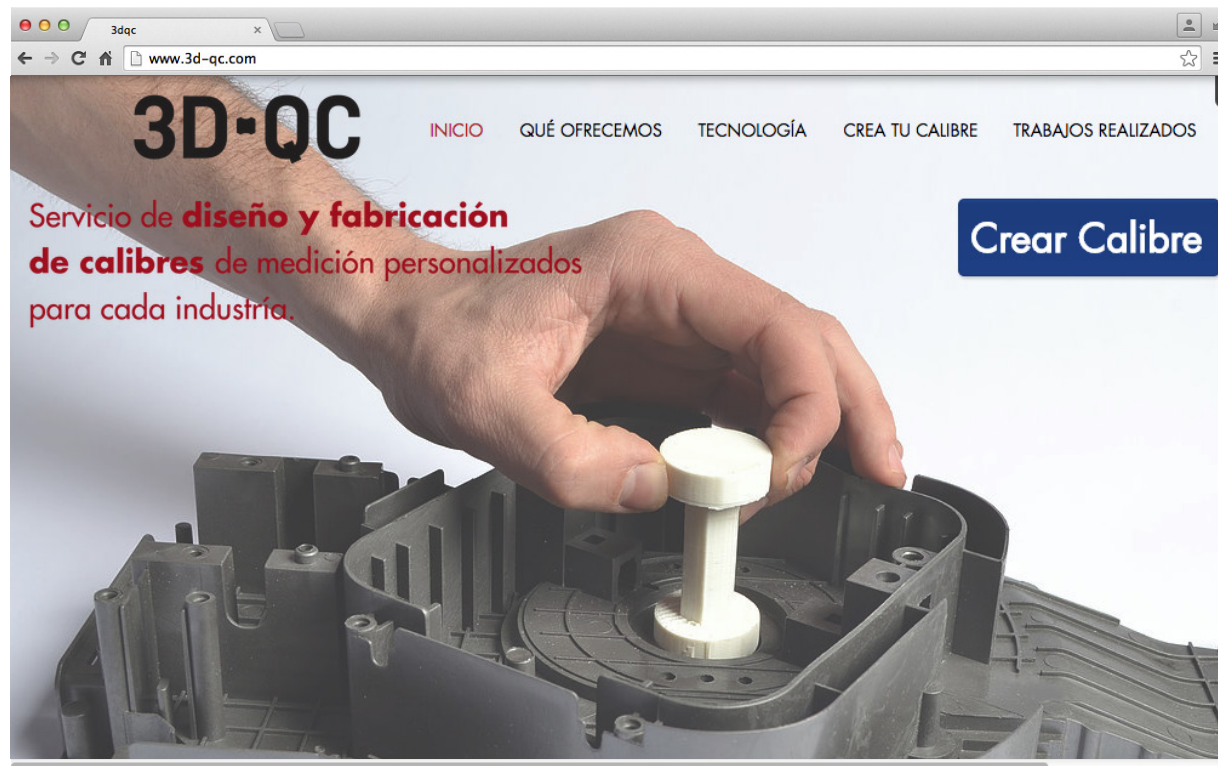 3dqc
www.3d-qc.com
3D-QC
INICIO QUÉ OFRECEMOS TECNOLOGÍA CREA TU CALIBRE TRABAJOS REALIZADOS
Servicio de diseño y fabricación
de calibres de medición personalizados
para cada industría.
Crear Calibre